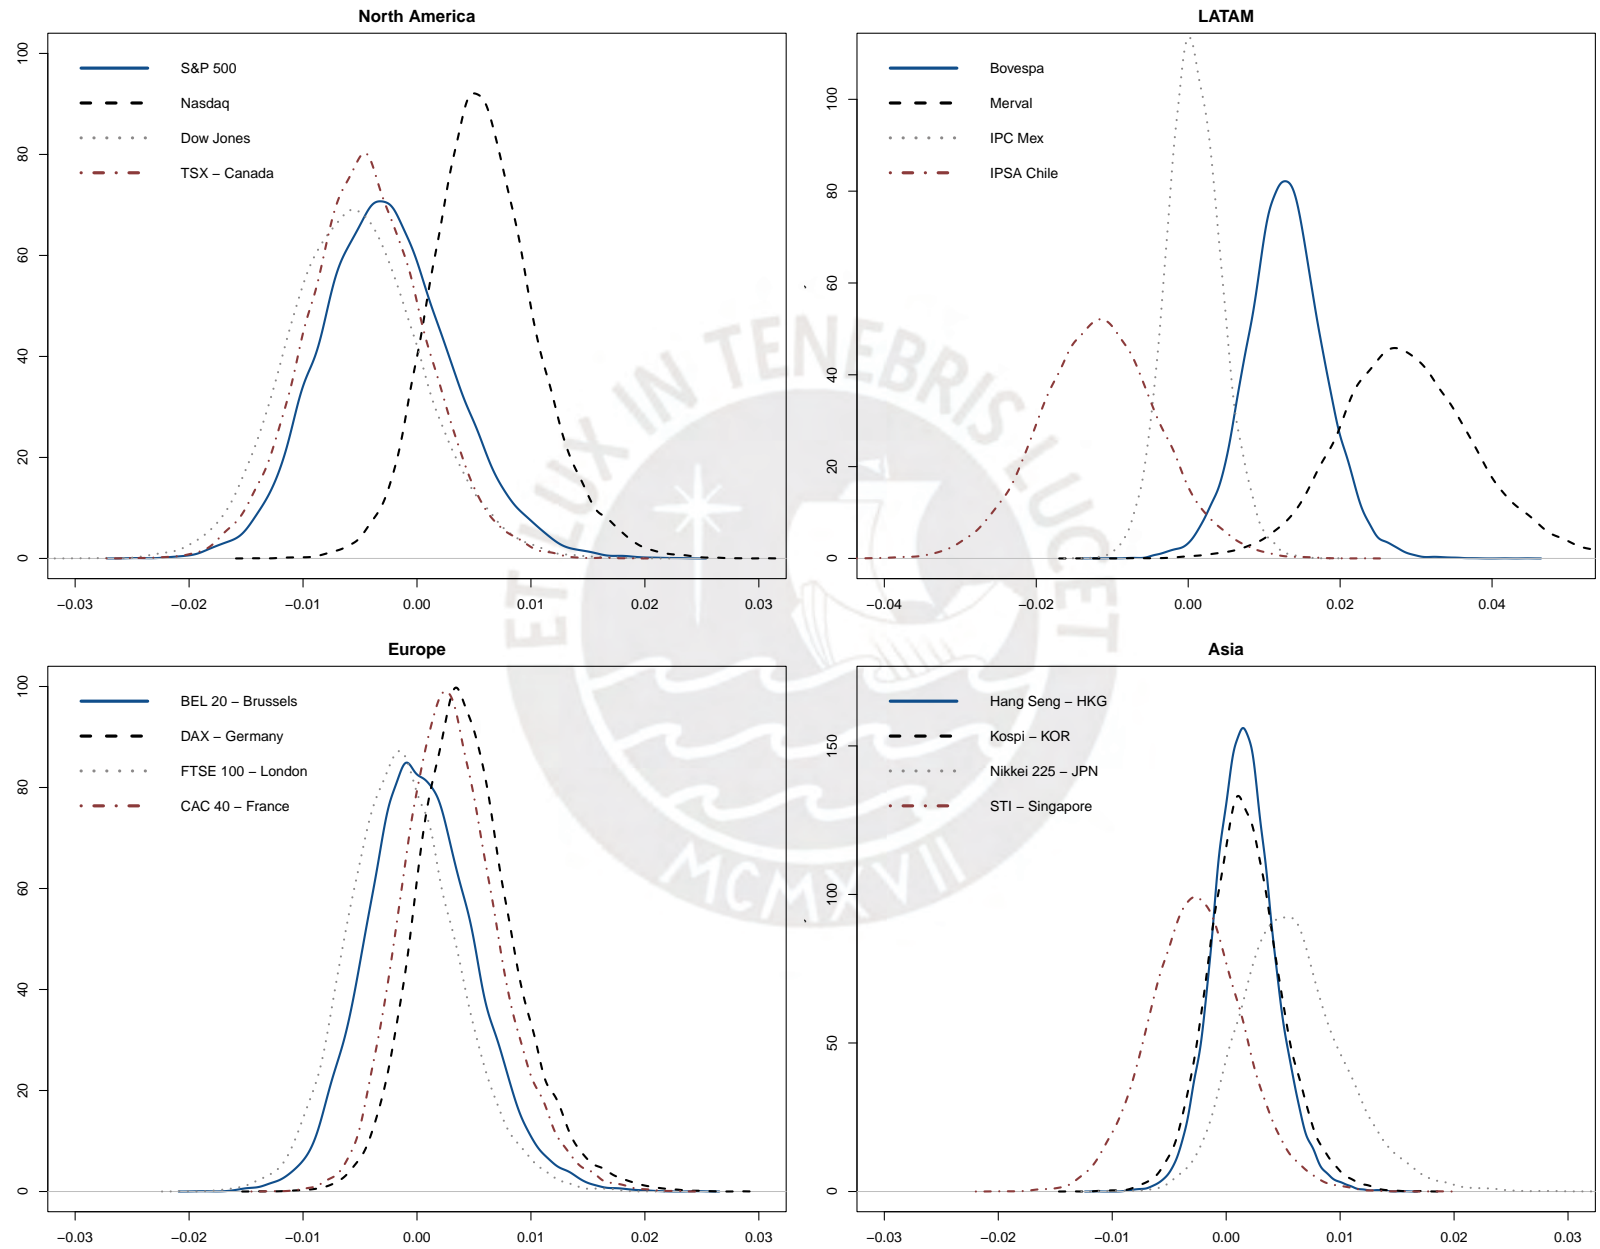 North America
100
80
60
40
20
0
S&P 500
Nasdaq
Dow Jones
TSX – Canada
−0.03 −0.02 −0.01 0.00 0.01 0.02 0.03
LATAM
100
80
60
40
20
0
Bovespa
Merval
IPC Mex
IPSA Chile
−0.04 −0.02 0.00 0.02 0.04
ET LUX IN TENEBRIS LUCET
MCMXVII
Europe
100
80
60
40
20
0
BEL 20 – Brussels
DAX – Germany
FTSE 100 – London
CAC 40 – France
−0.03 −0.02 −0.01 0.00 0.01 0.02 0.03
Asia
150
100
50
0
Hang Seng – HKG
Kospi – KOR
Nikkei 225 – JPN
STI – Singapore
−0.03 −0.02 −0.01 0.00 0.01 0.02 0.03